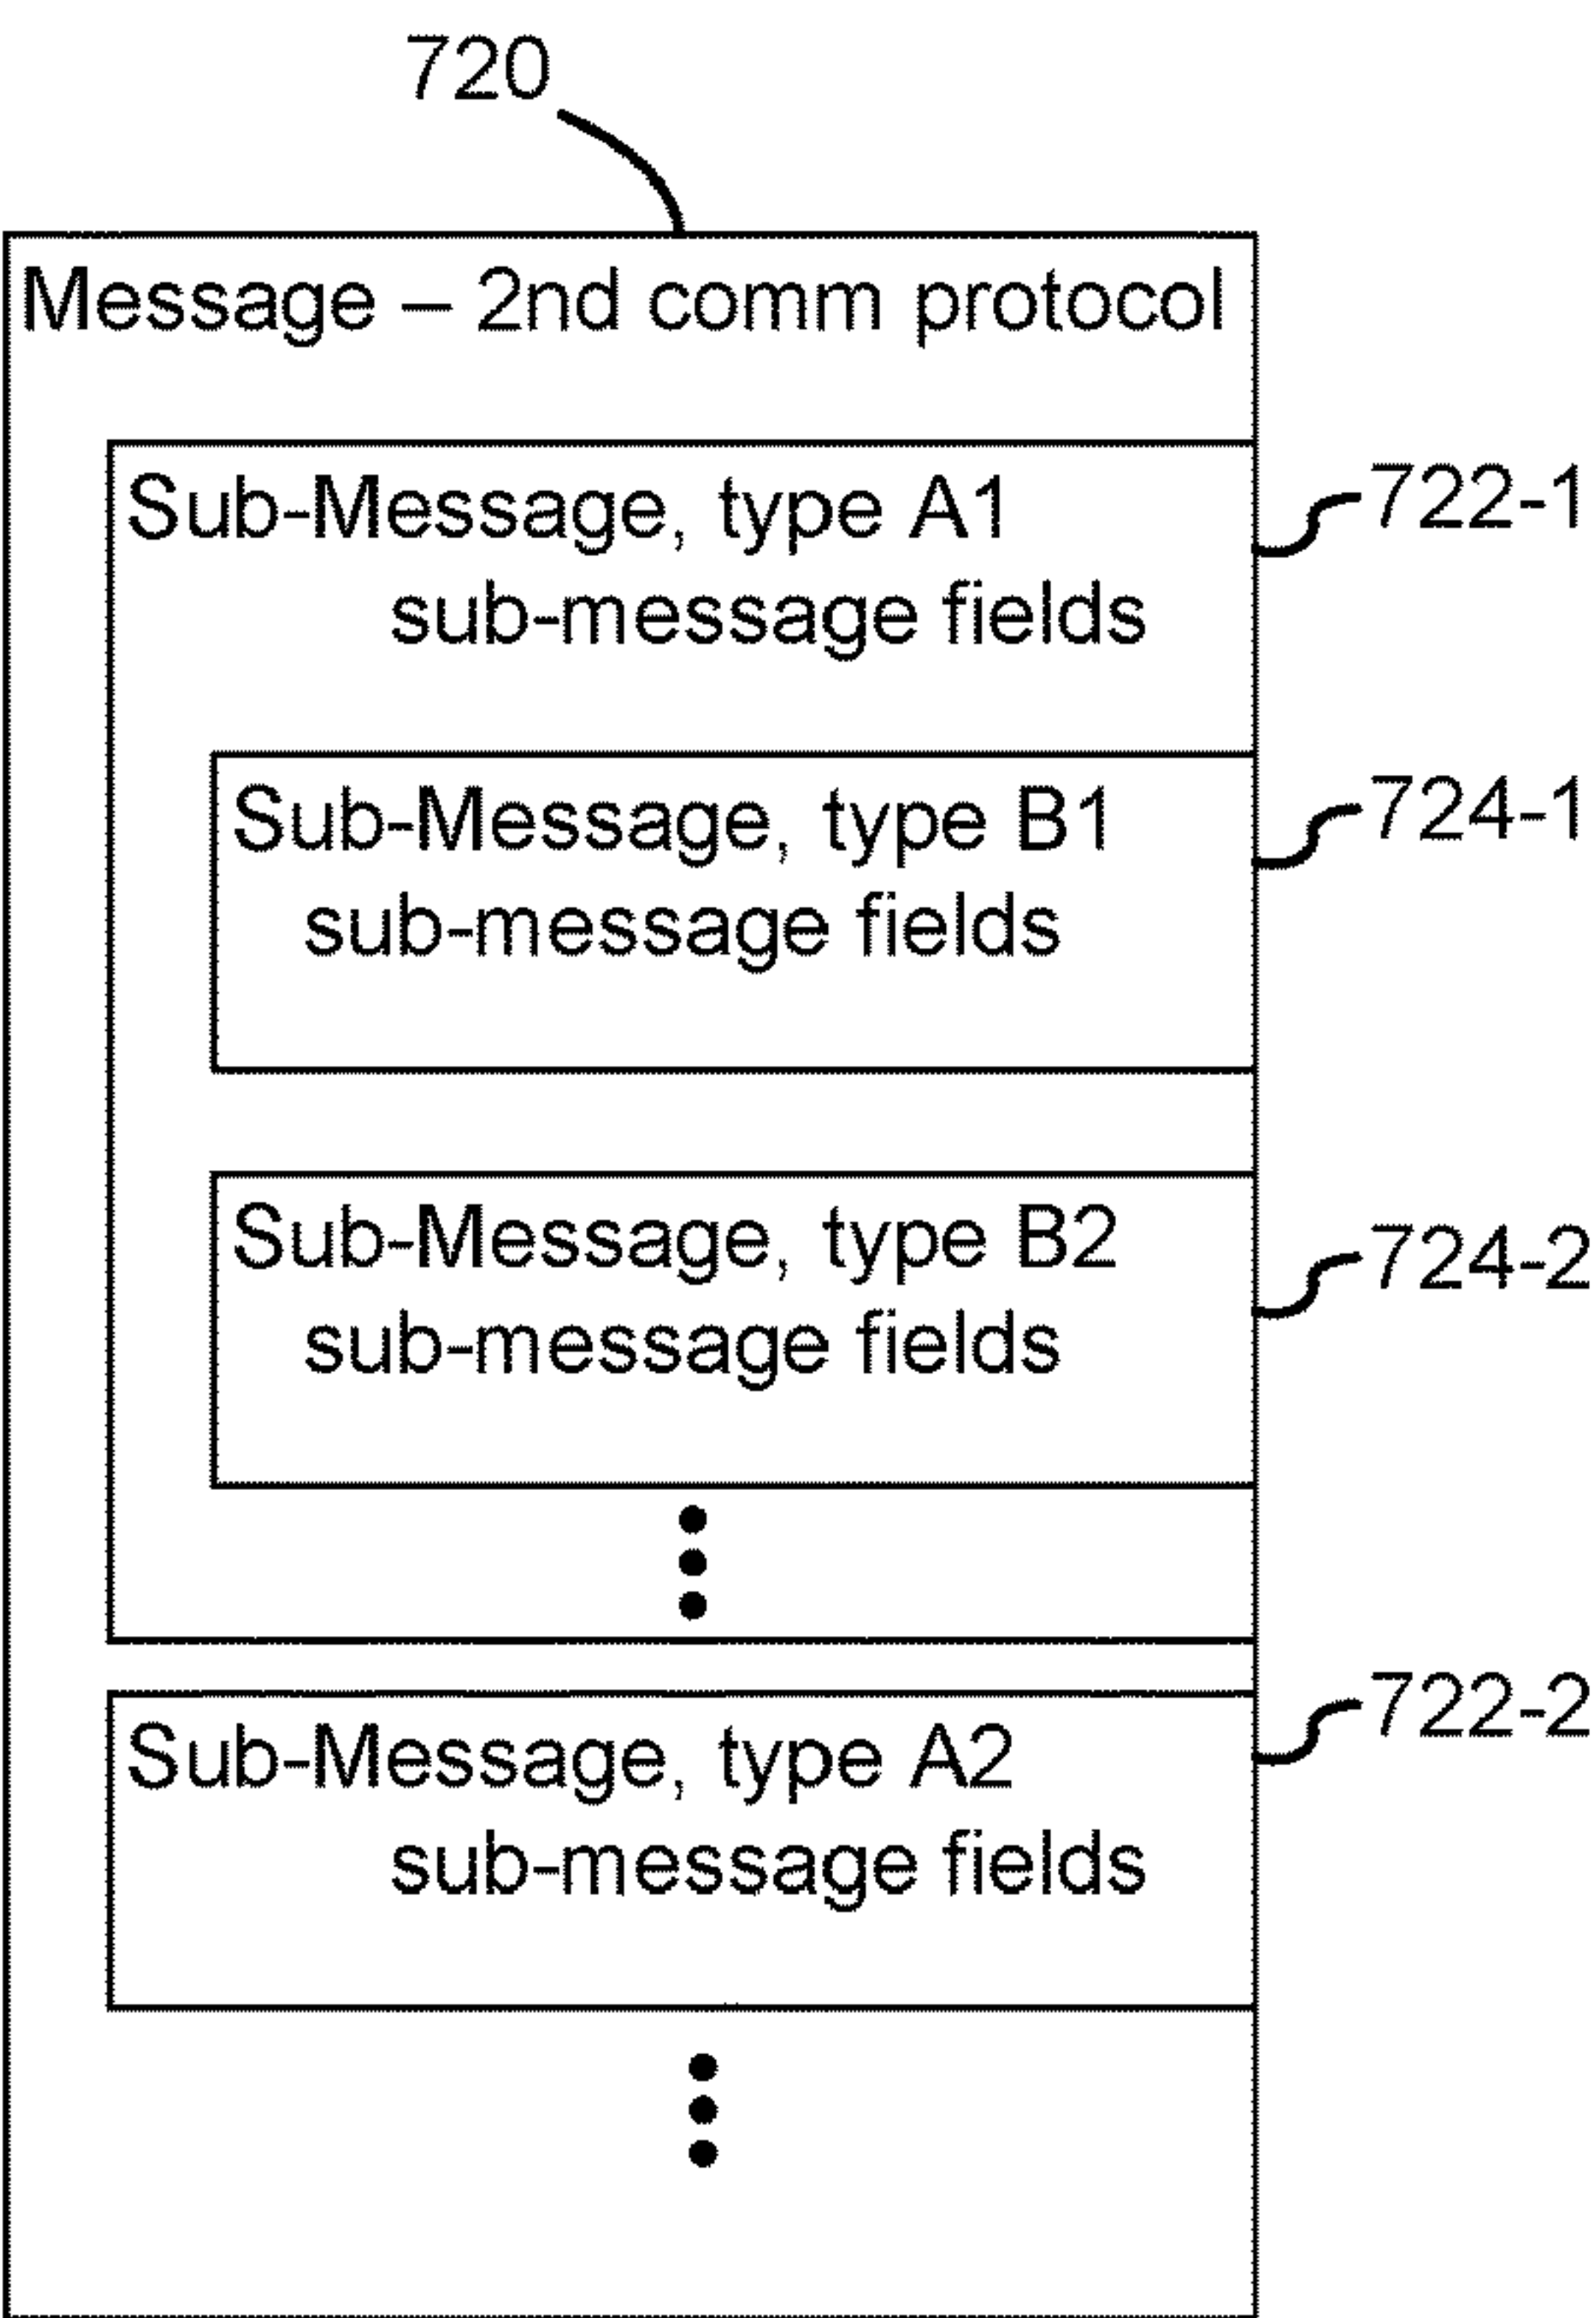 720
Message – 2nd comm protocol
Sub-Message, type A1
722-1
sub-message fields
Sub-Message, type B1
724-1
sub-message fields
Sub-Message, type B2
724-2
sub-message fields
Sub-Message, type A2
722-2
sub-message fields